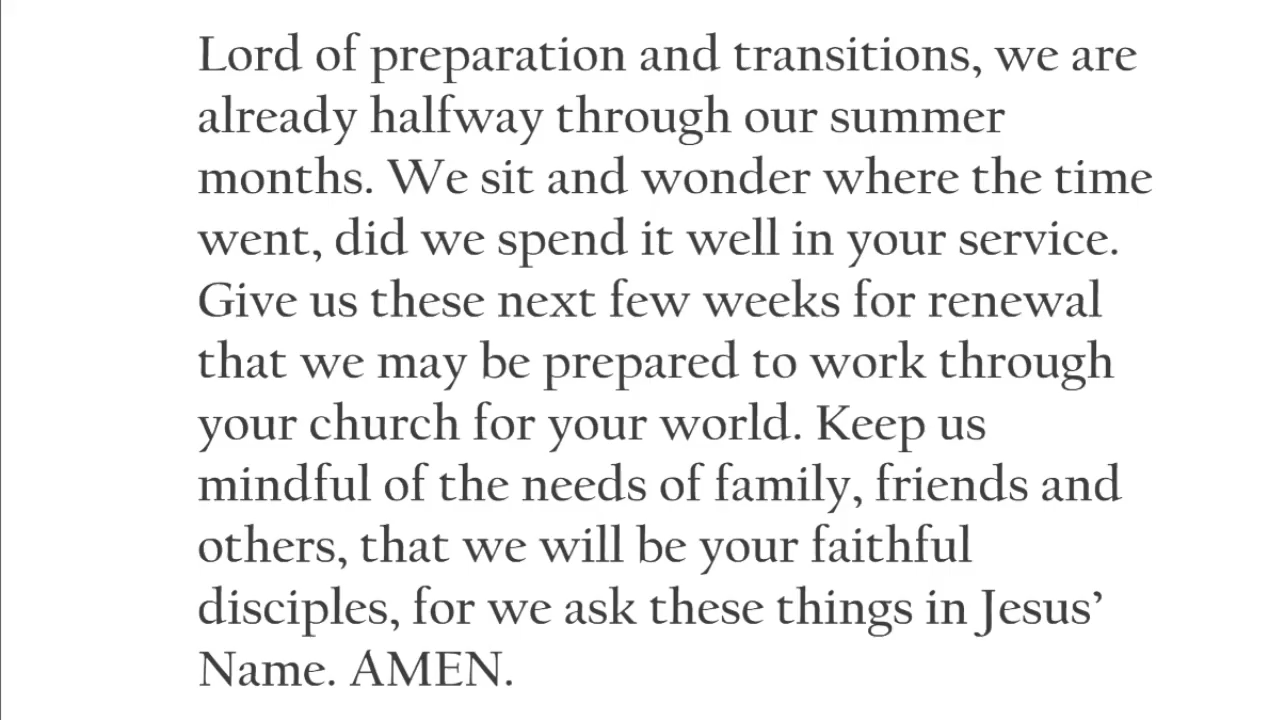 Lord of preparation and transitions, we are
already halfway through our summer
months. We sit and wonder where the time
went, did we spend it well in your service.
Give us these next few weeks for renewal
that we may be prepared to work through
your church for your world. Keep us
mindful of the needs of family, friends and
others, that we will be your faithful
disciples, for we ask these things in Jesus’
Name. AMEN.